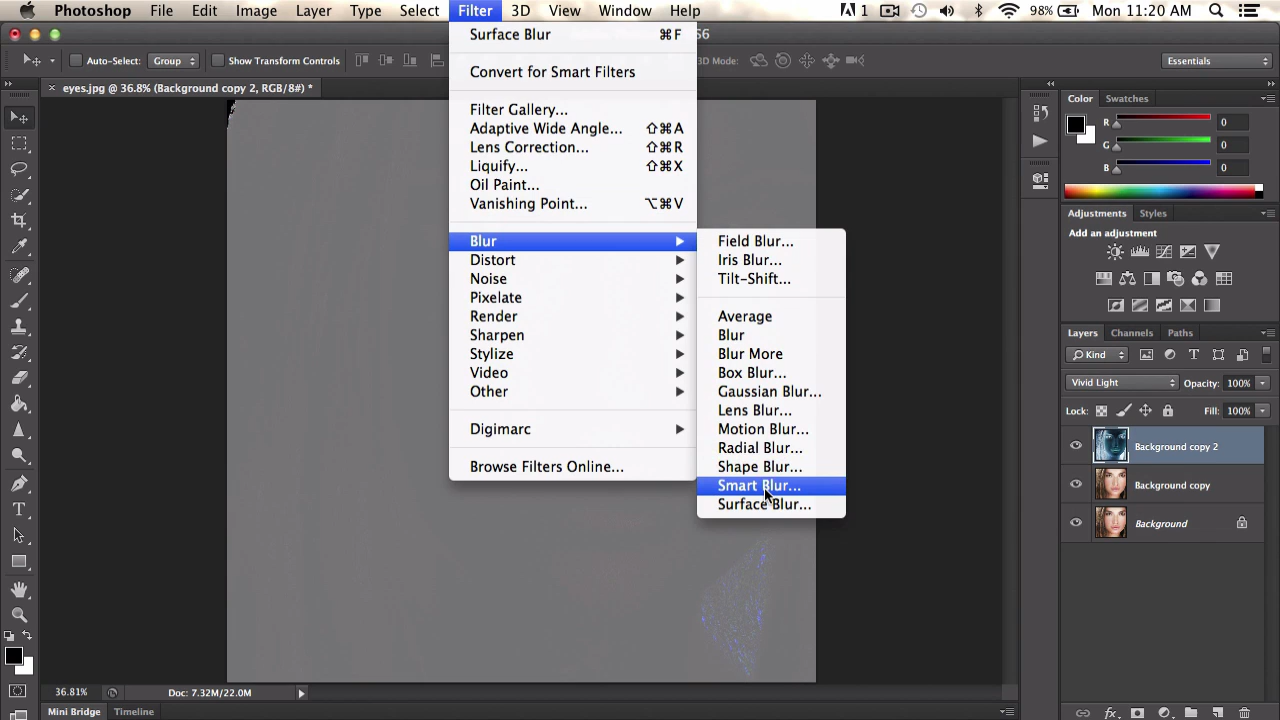 Photoshop File Edit Image Layer Type Select Filter 3D View Window Help 1 98% Mon 11:20 AM
Surface Blur ⌘F
S6
Auto-Select: Group Show Transform Controls 3D Mode: Essentials
Convert for Smart Filters
× eyes.jpg @ 36.8% (Background copy 2, RGB/8#) *
Color Swatches
Filter Gallery...
Adaptive Wide Angle... ⇧⌘A
Lens Correction... ⇧⌘R
Liquify... ⇧⌘X
Oil Paint...
Vanishing Point... ⌥⌘V
R 0
G 0
B 0
Adjustments Styles
Add an adjustment
Blur
Distort
Noise
Pixelate
Render
Sharpen
Stylize
Video
Other
Digimarc
Browse Filters Online...
Field Blur...
Iris Blur...
Tilt-Shift...
Average
Blur
Blur More
Box Blur...
Gaussian Blur...
Lens Blur...
Motion Blur...
Radial Blur...
Shape Blur...
Smart Blur...
Surface Blur...
Layers Channels Paths
Kind
Vivid Light Opacity: 100%
Lock: Fill: 100%
Background copy 2
Background copy
Background
36.81% Doc: 7.32M/22.0M
Mini Bridge Timeline
fx